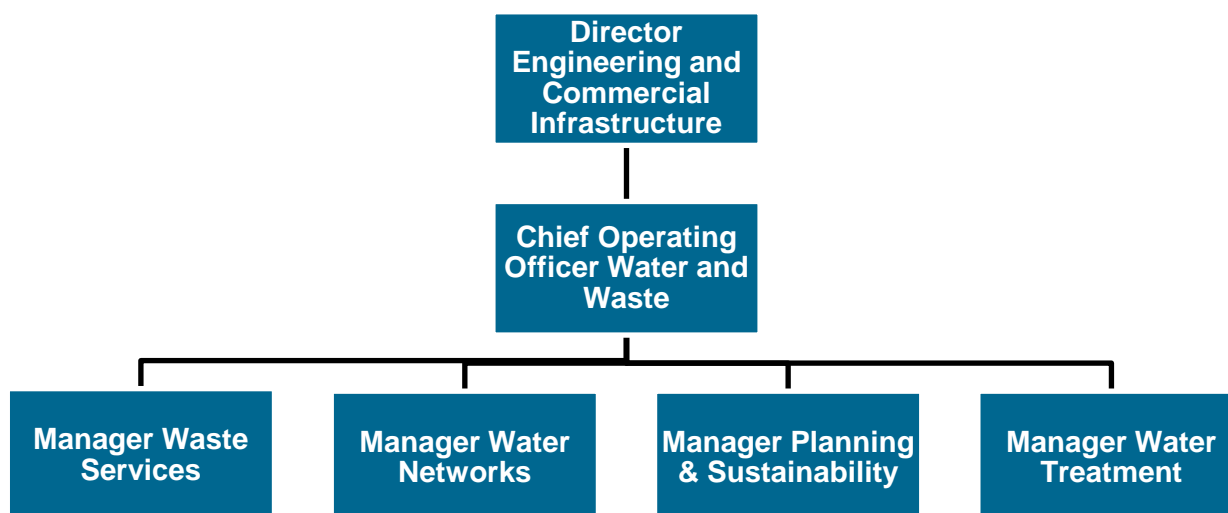 Director
Engineering and
Commercial
Infrastructure
Chief Operating
Officer Water and
Waste
Manager Waste
Services
Manager Water
Networks
Manager Planning
& Sustainability
Manager Water
Treatment